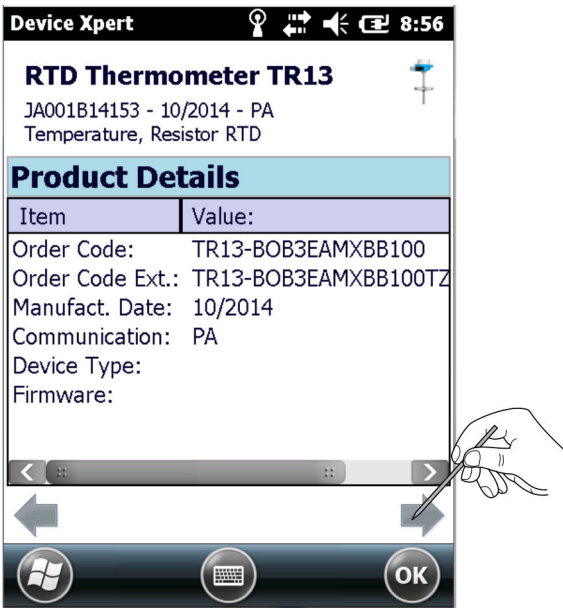 Device Xpert 8:56
RTD Thermometer TR13
JA001B14153 - 10/2014 - PA
Temperature, Resistor RTD
Product Details
Item Value:
Order Code: TR13-BOB3EAMXBB100
Order Code Ext.: TR13-BOB3EAMXBB100TZ
Manufact. Date: 10/2014
Communication: PA
Device Type:
Firmware:
OK